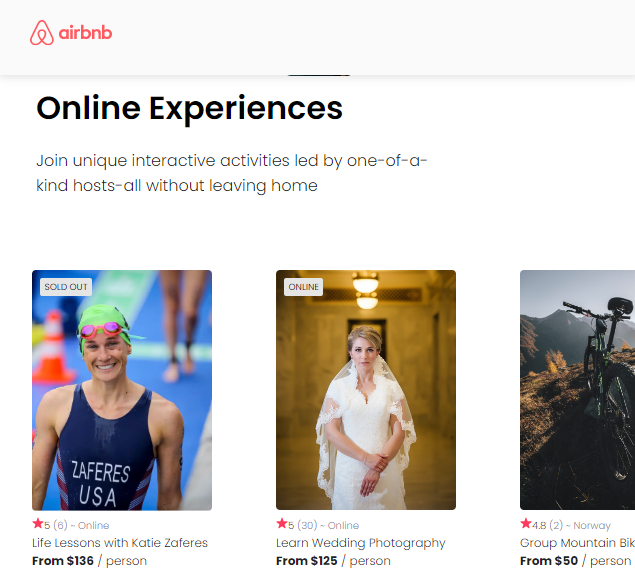 airbnb
Online Experiences
Join unique interactive activities led by one-of-a-
kind hosts-all without leaving home
SOLD OUT
ONLINE
ZAFERES
USA
5 (6) - Online
5 (30) - Online
4.8 (2) - Norway
Life Lessons with Katie Zaferes
Learn Wedding Photography
Group Mountain Bik
From $136 / person
From $125 / person
From $50 / person